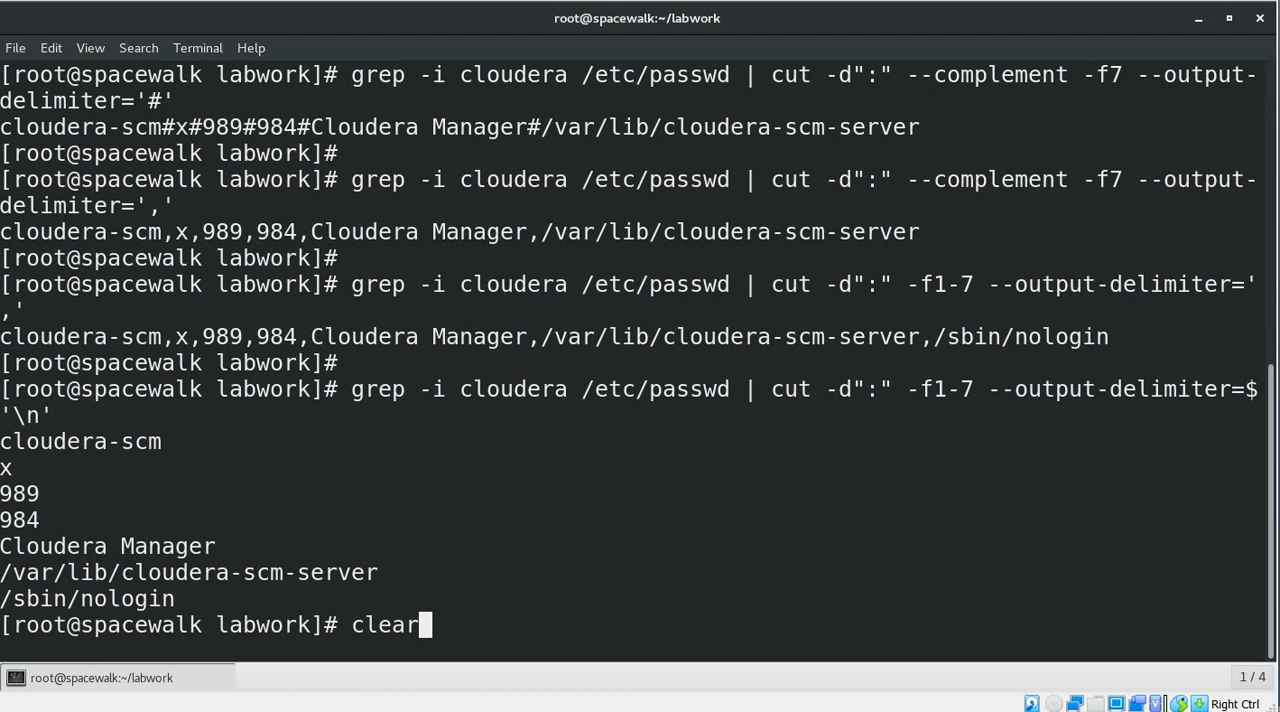 root@spacewalk:~/labwork
File Edit View Search Terminal Help
[root@spacewalk labwork]# grep -i cloudera /etc/passwd | cut -d":" --complement -f7 --output-
delimiter='#'
cloudera-scm#x#989#984#Cloudera Manager#/var/lib/cloudera-scm-server
[root@spacewalk labwork]#
[root@spacewalk labwork]# grep -i cloudera /etc/passwd | cut -d":" --complement -f7 --output-
delimiter=','
cloudera-scm,x,989,984,Cloudera Manager,/var/lib/cloudera-scm-server
[root@spacewalk labwork]#
[root@spacewalk labwork]# grep -i cloudera /etc/passwd | cut -d":" -f1-7 --output-delimiter='
,'
cloudera-scm,x,989,984,Cloudera Manager,/var/lib/cloudera-scm-server,/sbin/nologin
[root@spacewalk labwork]#
[root@spacewalk labwork]# grep -i cloudera /etc/passwd | cut -d":" -f1-7 --output-delimiter=$
'\n'
cloudera-scm
x
989
984
Cloudera Manager
/var/lib/cloudera-scm-server
/sbin/nologin
[root@spacewalk labwork]# clear
root@spacewalk:~/labwork
1 / 4
Right Ctrl